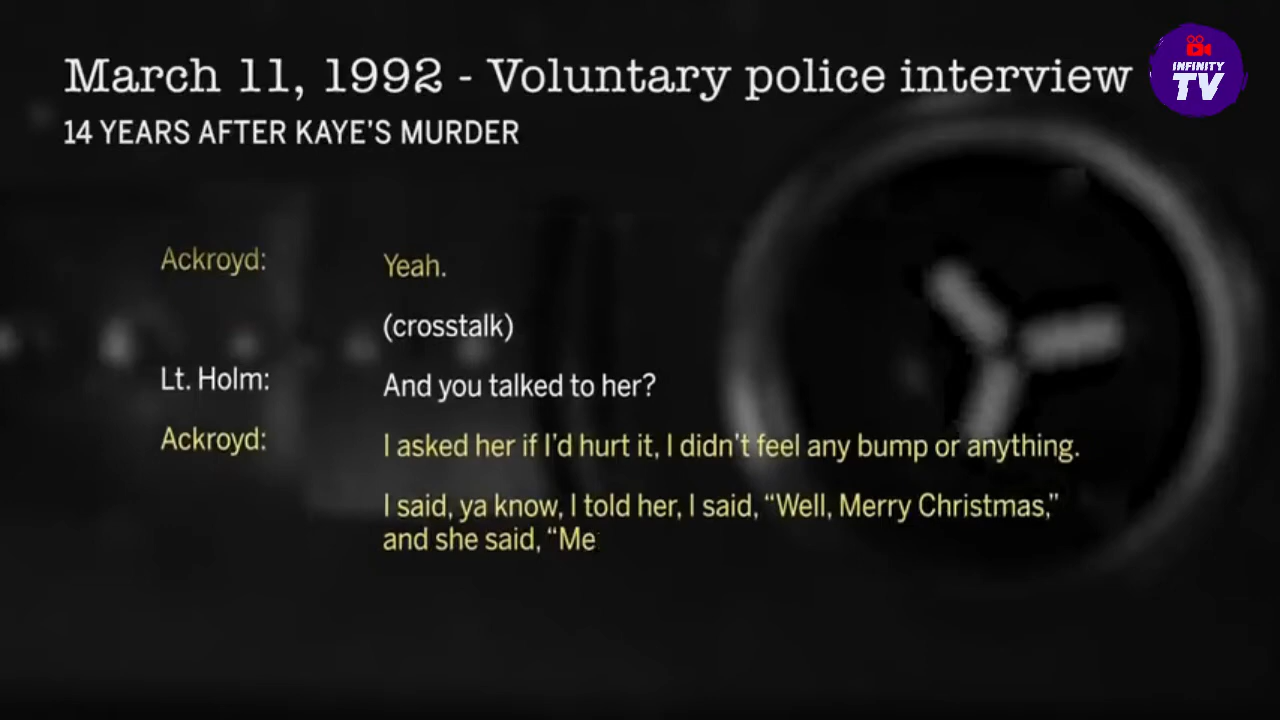 March 11, 1992 - Voluntary police interview
INFINITY
TV
14 YEARS AFTER KAYE'S MURDER
Ackroyd: Yeah.
(crosstalk)
Lt. Holm: And you talked to her?
Ackroyd: I asked her if I'd hurt it, I didn't feel any bump or anything.
I said, ya know, I told her, I said, “Well, Merry Christmas,”
and she said, “Me